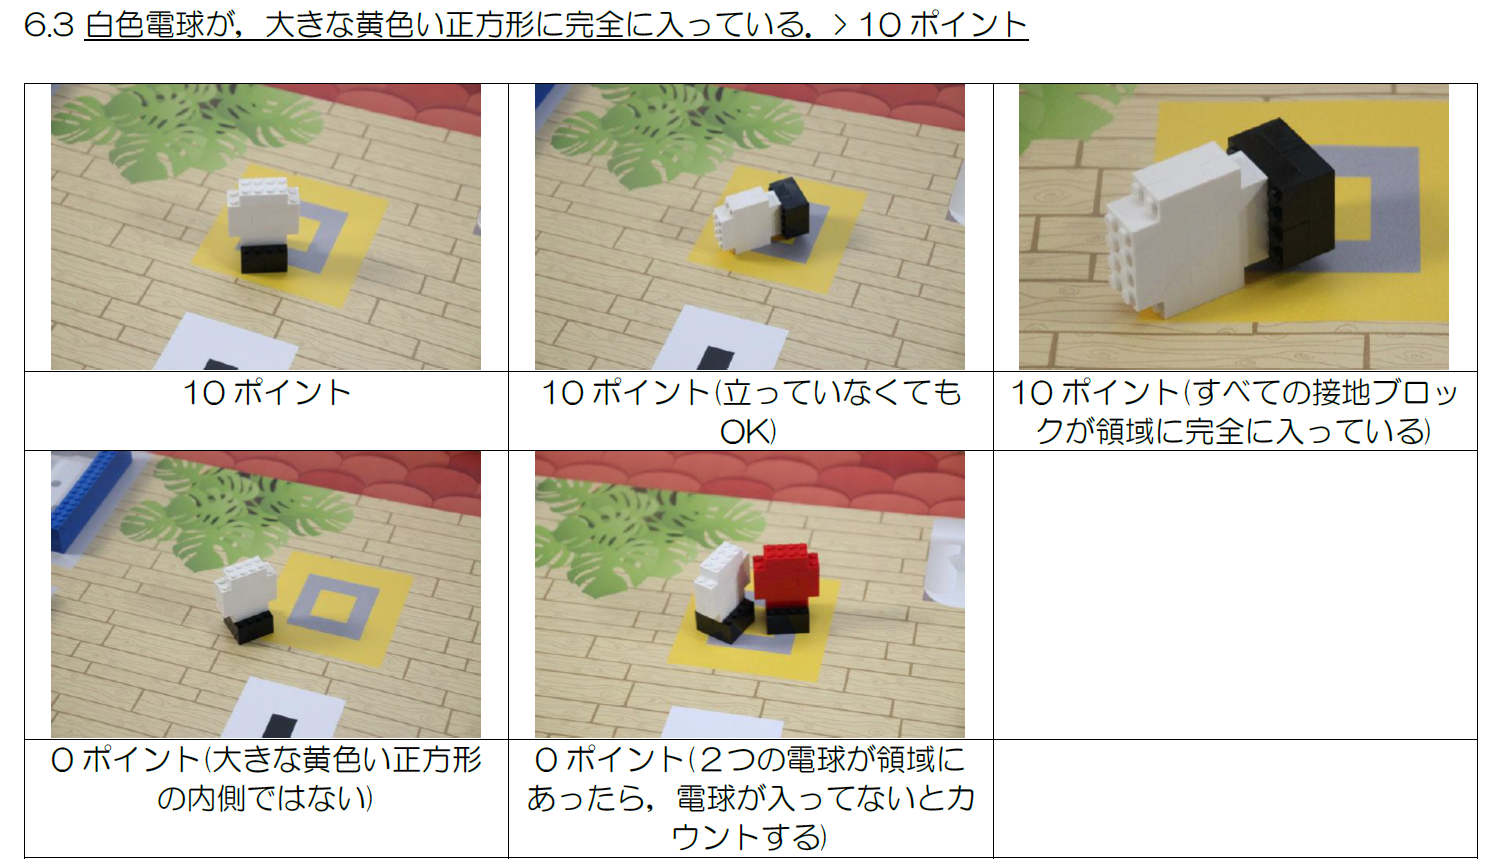 6.3 白色電球が，大きな黄色い正方形に完全に入っている．> 10 ポイント
10 ポイント
10 ポイント(立っていなくても
OK)
10 ポイント(すべての接地ブロッ
クが領域に完全に入っている)
0 ポイント(大きな黄色い正方形
の内側ではない)
0 ポイント(２つの電球が領域に
あったら，電球が入ってないとカ
ウントする)